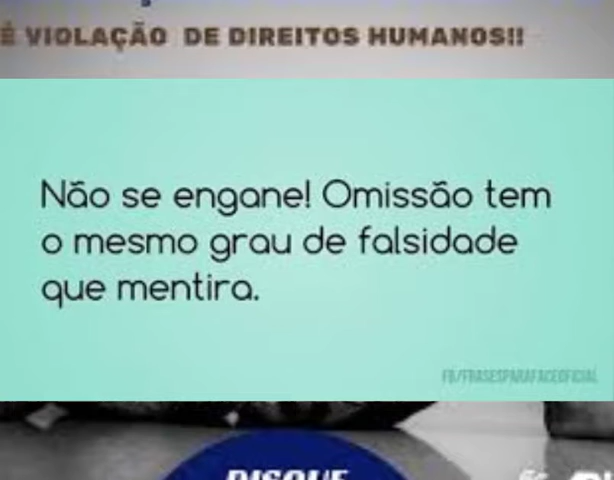 É VIOLAÇÃO DE DIREITOS HUMANOS!!
Não se engane! Omissão tem
o mesmo grau de falsidade
que mentira.
FB/FRASESPARAFACEOFICIAL
DISQUE